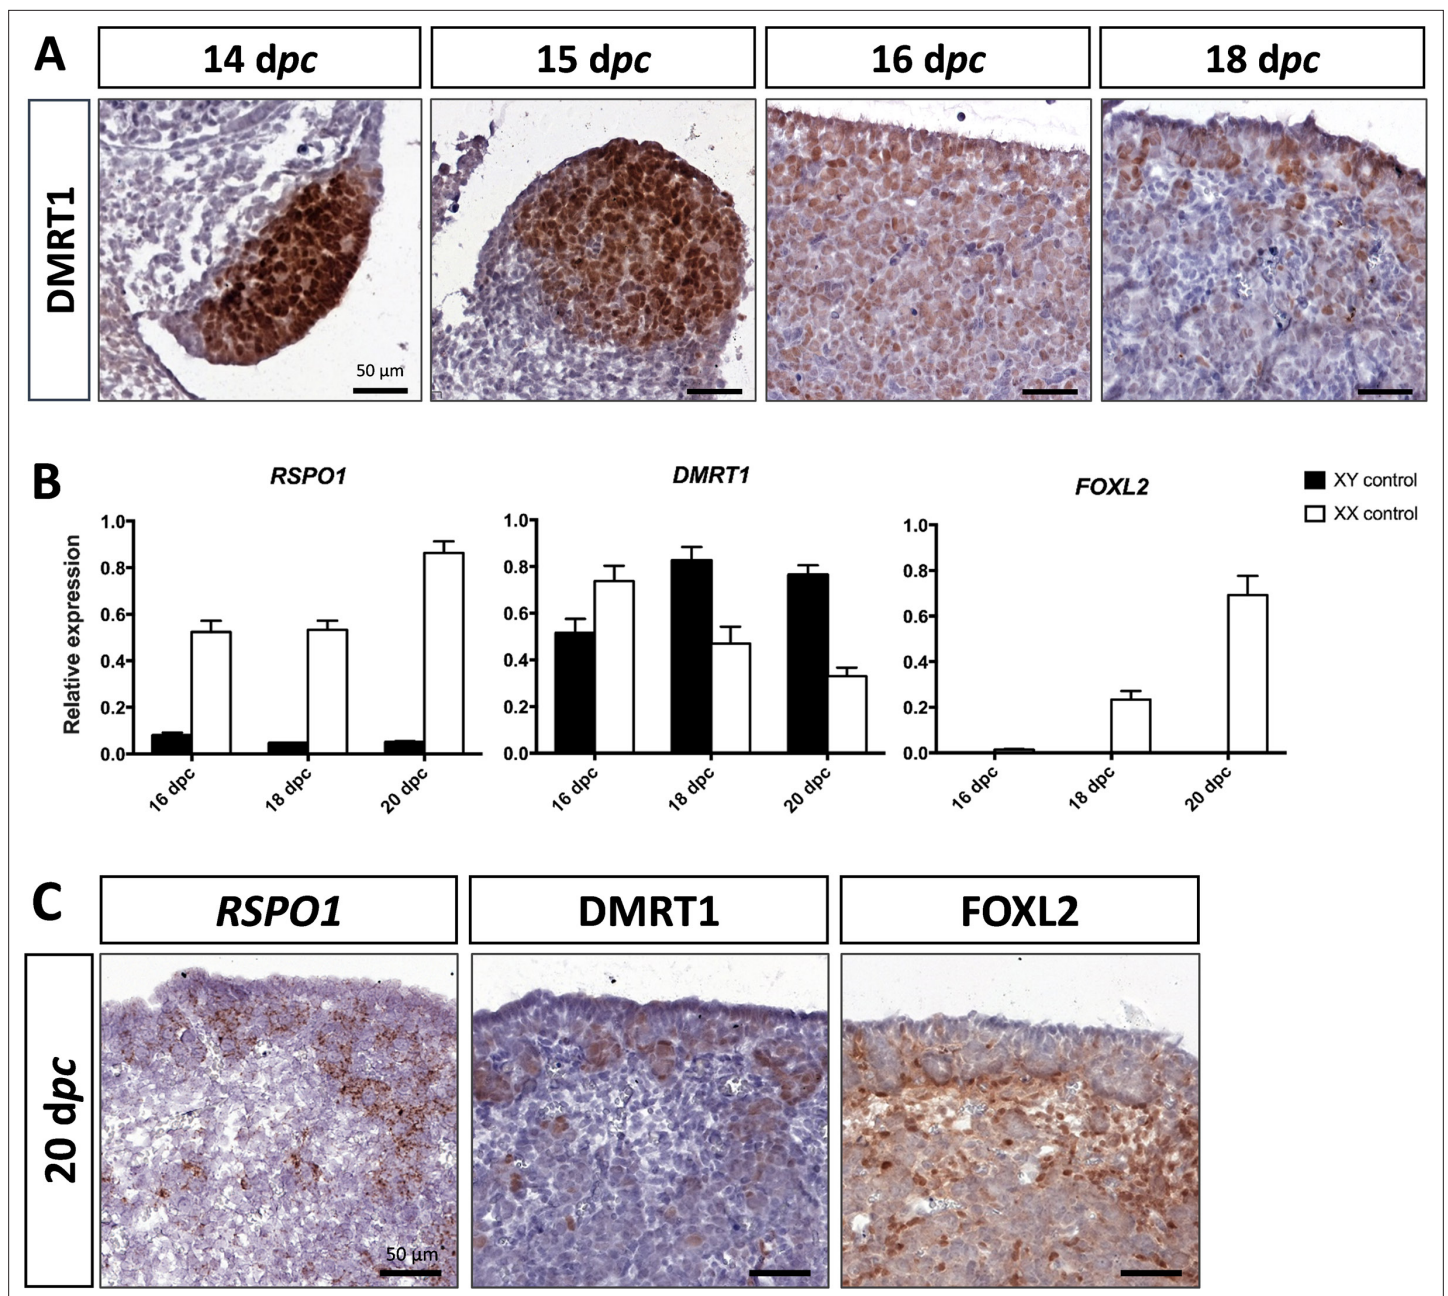 A
14 dpc
15 dpc
16 dpc
18 dpc
DMRT1
50 µm
B
RSPO1
DMRT1
FOXL2
XY control
XX control
Relative expression
1.0
0.8
0.6
0.4
0.2
0.0
16 dpc
18 dpc
20 dpc
1.0
0.8
0.6
0.4
0.2
0.0
16 dpc
18 dpc
20 dpc
1.0
0.8
0.6
0.4
0.2
0.0
16 dpc
18 dpc
20 dpc
C
RSPO1
DMRT1
FOXL2
20 dpc
50 µm